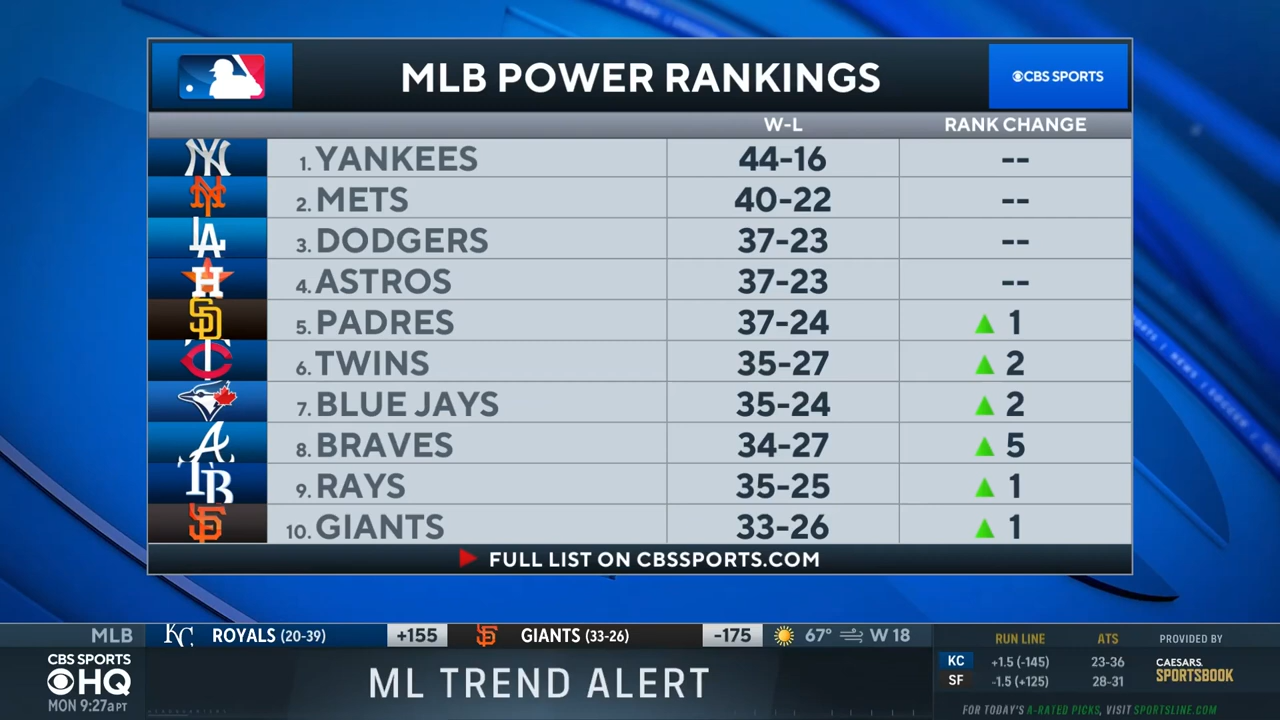 MLB POWER RANKINGS
CBS SPORTS
W-L RANK CHANGE
1. YANKEES 44-16 --
2. METS 40-22 --
3. DODGERS 37-23 --
4. ASTROS 37-23 --
5. PADRES 37-24 ▲ 1
6. TWINS 35-27 ▲ 2
7. BLUE JAYS 35-24 ▲ 2
8. BRAVES 34-27 ▲ 5
9. RAYS 35-25 ▲ 1
10. GIANTS 33-26 ▲ 1
FULL LIST ON CBSSPORTS.COM
MLB KC ROYALS (20-39) +155 SF GIANTS (33-26) -175 67° W 18
CBS SPORTS
HQ
MON 9:27a PT
ML TREND ALERT
RUN LINE ATS PROVIDED BY
KC +1.5 (-145) 23-36
SF -1.5 (+125) 28-31
CAESARS
SPORTSBOOK
FOR TODAY'S A-RATED PICKS, VISIT SPORTSLINE.COM